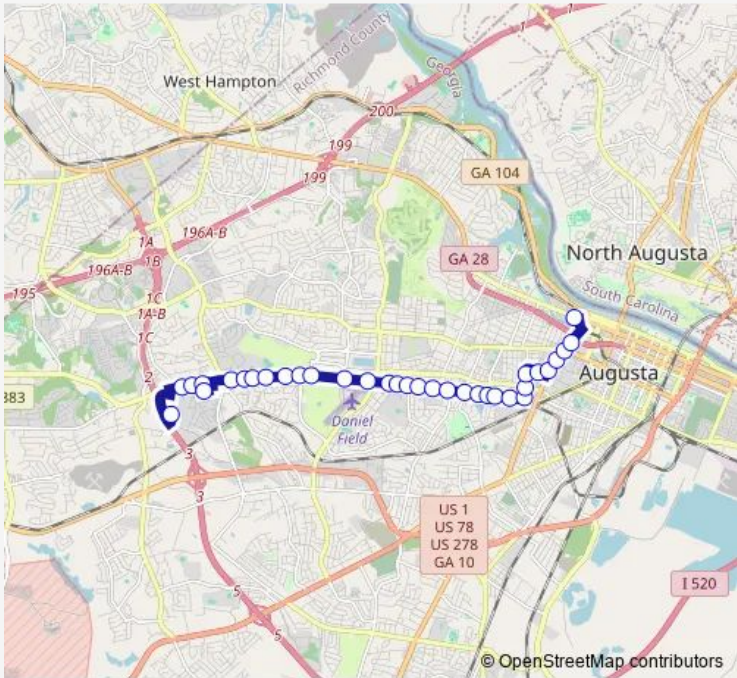 1
Richmond County
Georgia
West Hampton
200
199
GA 104
199
196A-B
1A
1B
GA 28
North Augusta
196A-B
195
1C
1A-B
South Carolina
1C
2
Augusta
383
Daniel
Field
3
3
US 1
US 78
US 278
GA 10
I 520
5
5
© OpenStreetMap contributors